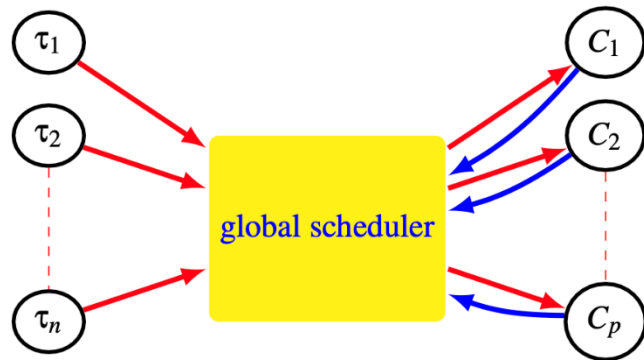 τ₁
C₁
τ₂
C₂
global scheduler
τₙ
Cₚ